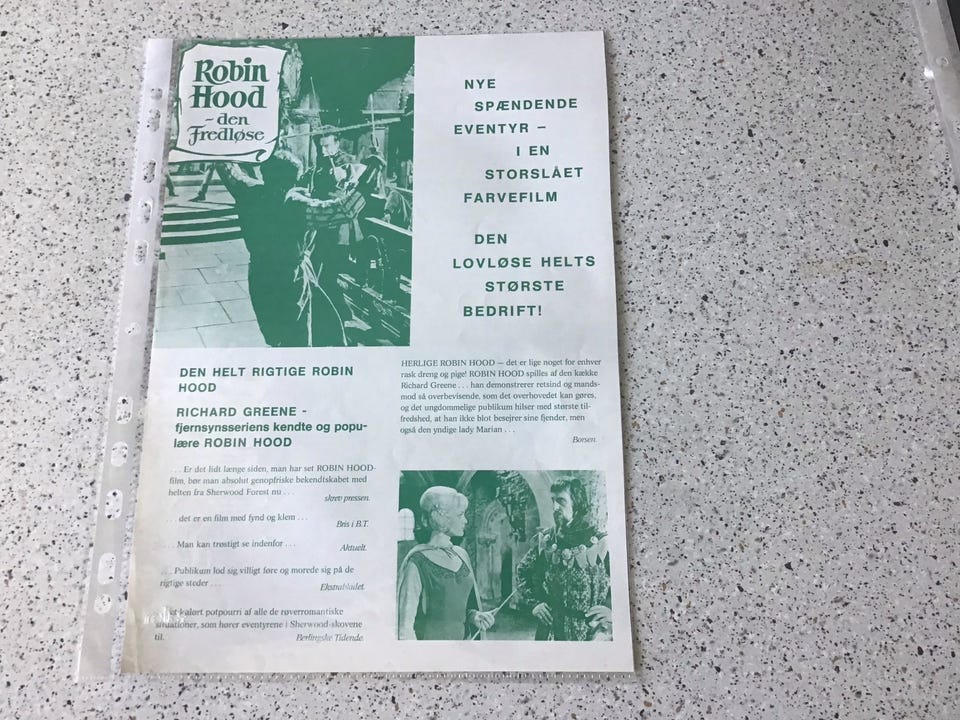 Robin
Hood
- den
Fredløse
NYE
SPÆNDENDE
EVENTYR –
I EN
STORSLÅET
FARVEFILM
DEN
LOVLØSE HELTS
STØRSTE
BEDRIFT!
DEN HELT RIGTIGE ROBIN
HOOD
RICHARD GREENE -
fjernsynsseriens kendte og popu-
lære ROBIN HOOD
. . . Er det lidt længe siden, man har set ROBIN HOOD-
film, bør man absolut genopfriske bekendtskabet med
helten fra Sherwood Forest nu . . .
skrev pressen.
. . . det er en film med fynd og klem . . .
Bris i B.T.
. . . Man kan trøstigt se indenfor . . .
Aktuelt.
. . . Publikum lod sig villigt føre og morede sig på de
rigtige steder . . .
Ekstrabladet.
potpourri af alle de røverromantiske
situationer, som hører eventyrene i Sherwood-skovene
til.
Berlingske Tidende.
HERLIGE ROBIN HOOD — det er lige noget for enhver
rask dreng og pige! ROBIN HOOD spilles af den kække
Richard Greene . . . han demonstrerer retsind og mands-
mod så overbevisende, som det overhovedet kan gøres,
og det ungdommelige publikum hilser med største til-
fredshed, at han ikke blot besejrer sine fjender, men
også den yndige lady Marian . . .
Børsen.